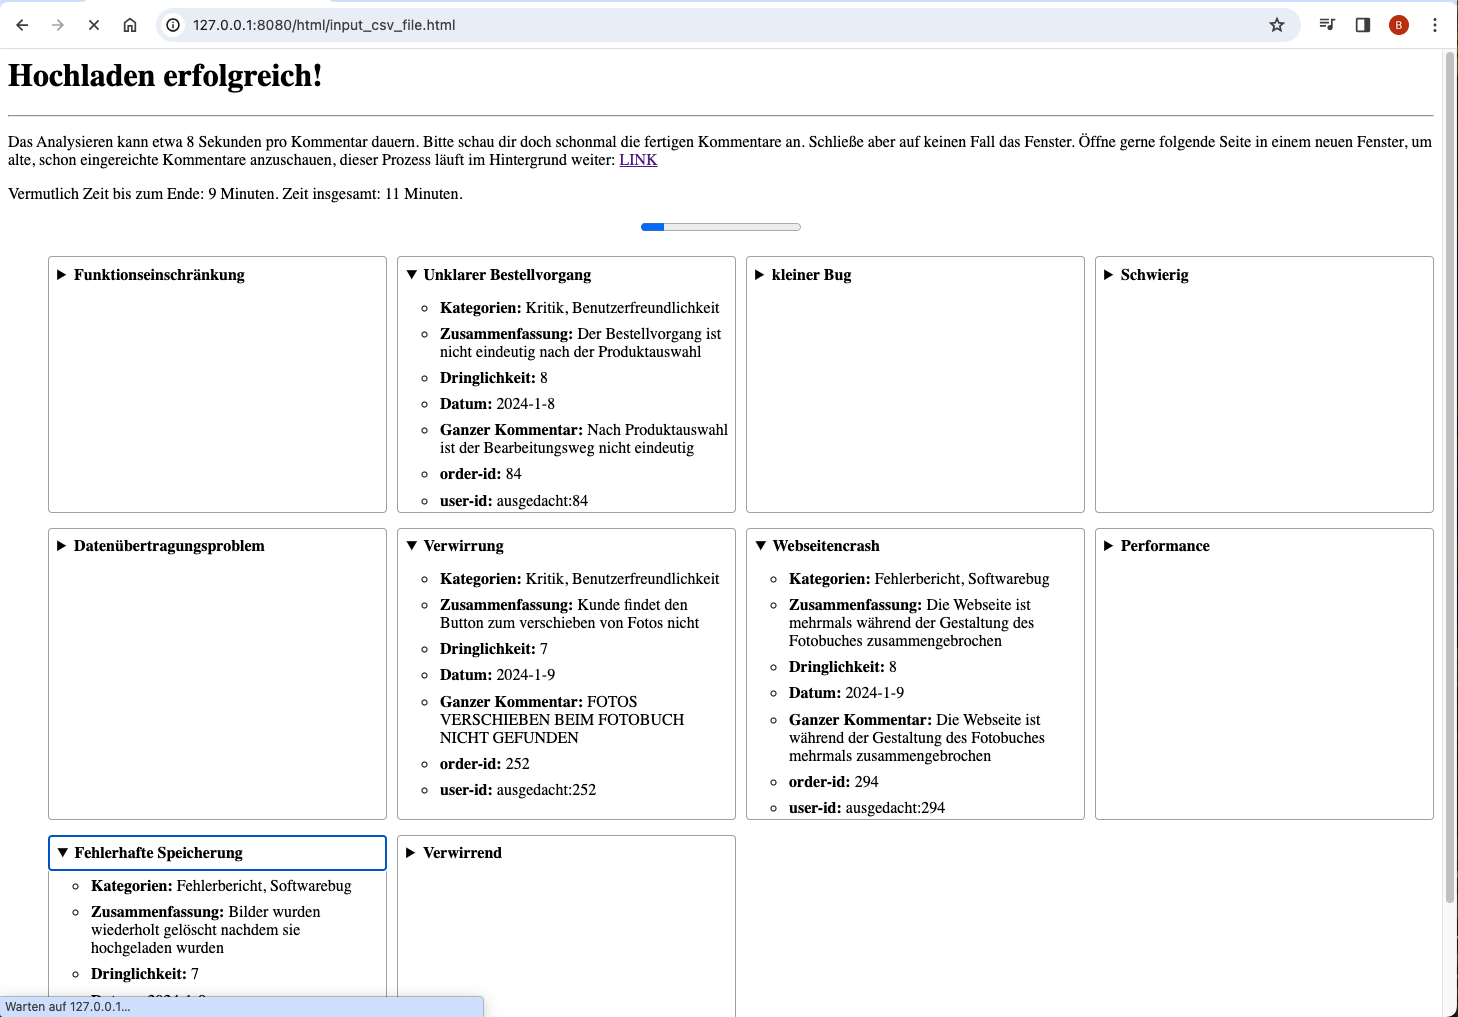 127.0.0.1:8080/html/input_csv_file.html
B
Hochladen erfolgreich!
Das Analysieren kann etwa 8 Sekunden pro Kommentar dauern. Bitte schau dir doch schonmal die fertigen Kommentare an. Schließe aber auf keinen Fall das Fenster. Öffne gerne folgende Seite in einem neuen Fenster, um
alte, schon eingereichte Kommentare anzuschauen, dieser Prozess läuft im Hintergrund weiter: LINK
Vermutlich Zeit bis zum Ende: 9 Minuten. Zeit insgesamt: 11 Minuten.
Funktionseinschränkung
Unklarer Bestellvorgang
Kategorien: Kritik, Benutzerfreundlichkeit
Zusammenfassung: Der Bestellvorgang ist
nicht eindeutig nach der Produktauswahl
Dringlichkeit: 8
Datum: 2024-1-8
Ganzer Kommentar: Nach Produktauswahl
ist der Bearbeitungsweg nicht eindeutig
order-id: 84
user-id: ausgedacht:84
kleiner Bug
Schwierig
Datenübertragungsproblem
Verwirrung
Kategorien: Kritik, Benutzerfreundlichkeit
Zusammenfassung: Kunde findet den
Button zum verschieben von Fotos nicht
Dringlichkeit: 7
Datum: 2024-1-9
Ganzer Kommentar: FOTOS
VERSCHIEBEN BEIM FOTOBUCH
NICHT GEFUNDEN
order-id: 252
user-id: ausgedacht:252
Webseitencrash
Kategorien: Fehlerbericht, Softwarebug
Zusammenfassung: Die Webseite ist
mehrmals während der Gestaltung des
Fotobuches zusammengebrochen
Dringlichkeit: 8
Datum: 2024-1-9
Ganzer Kommentar: Die Webseite ist
während der Gestaltung des Fotobuches
mehrmals zusammengebrochen
order-id: 294
user-id: ausgedacht:294
Performance
Fehlerhafte Speicherung
Kategorien: Fehlerbericht, Softwarebug
Zusammenfassung: Bilder wurden
wiederholt gelöscht nachdem sie
hochgeladen wurden
Dringlichkeit: 7
Verwirrend
Warten auf 127.0.0.1...